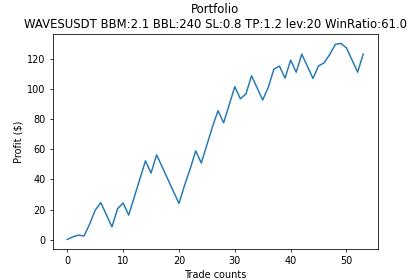 Portfolio
WAVESUSDT BBM:2.1 BBL:240 SL:0.8 TP:1.2 lev:20 WinRatio:61.0
Profit ($)
120
100
80
60
40
20
0
0 10 20 30 40 50
Trade counts